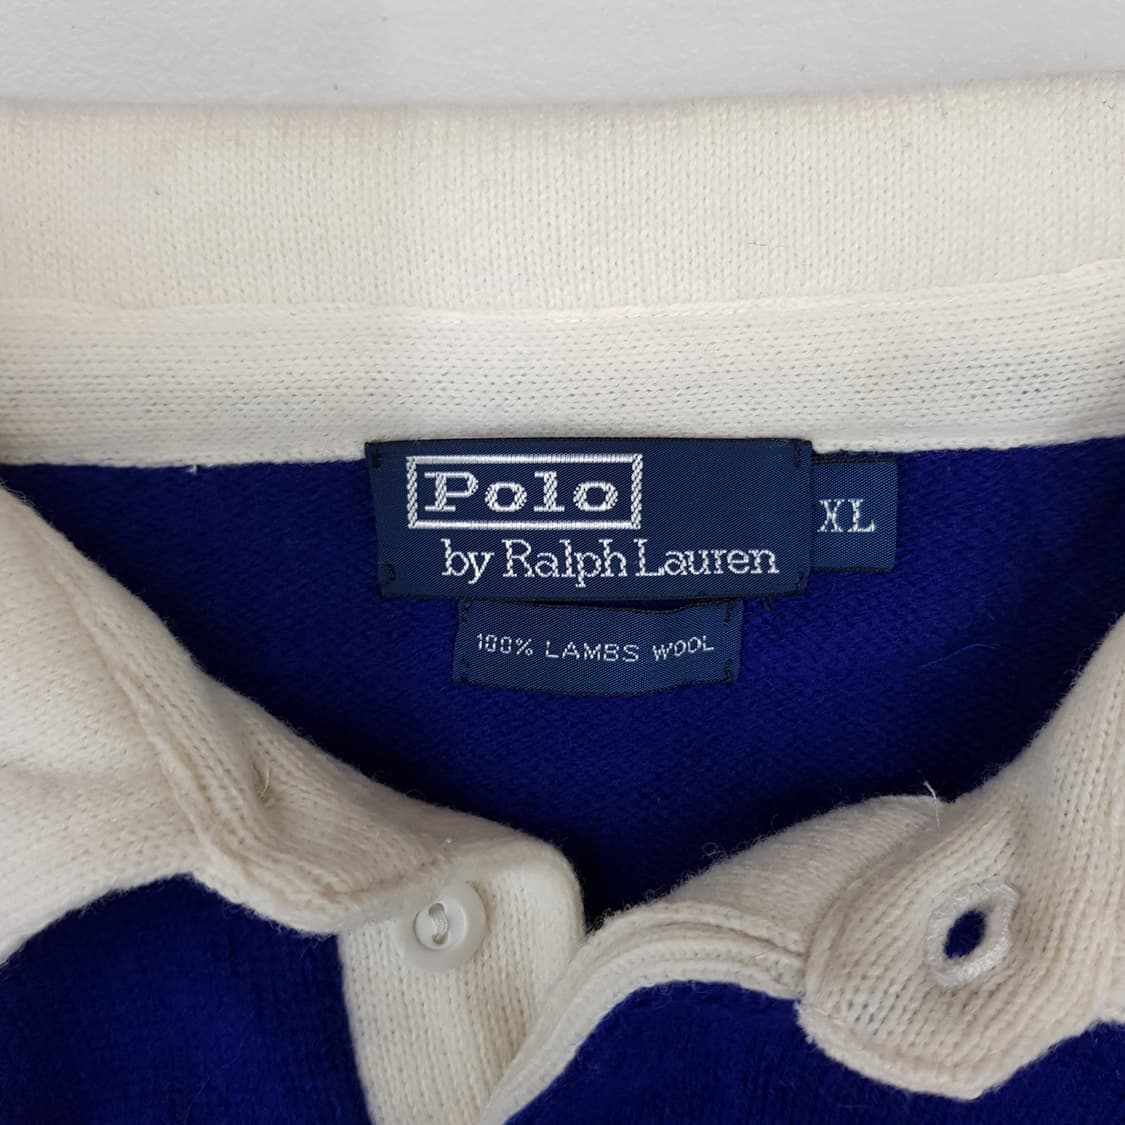 Polo
by Ralph Lauren
XL
100% LAMBS WOOL